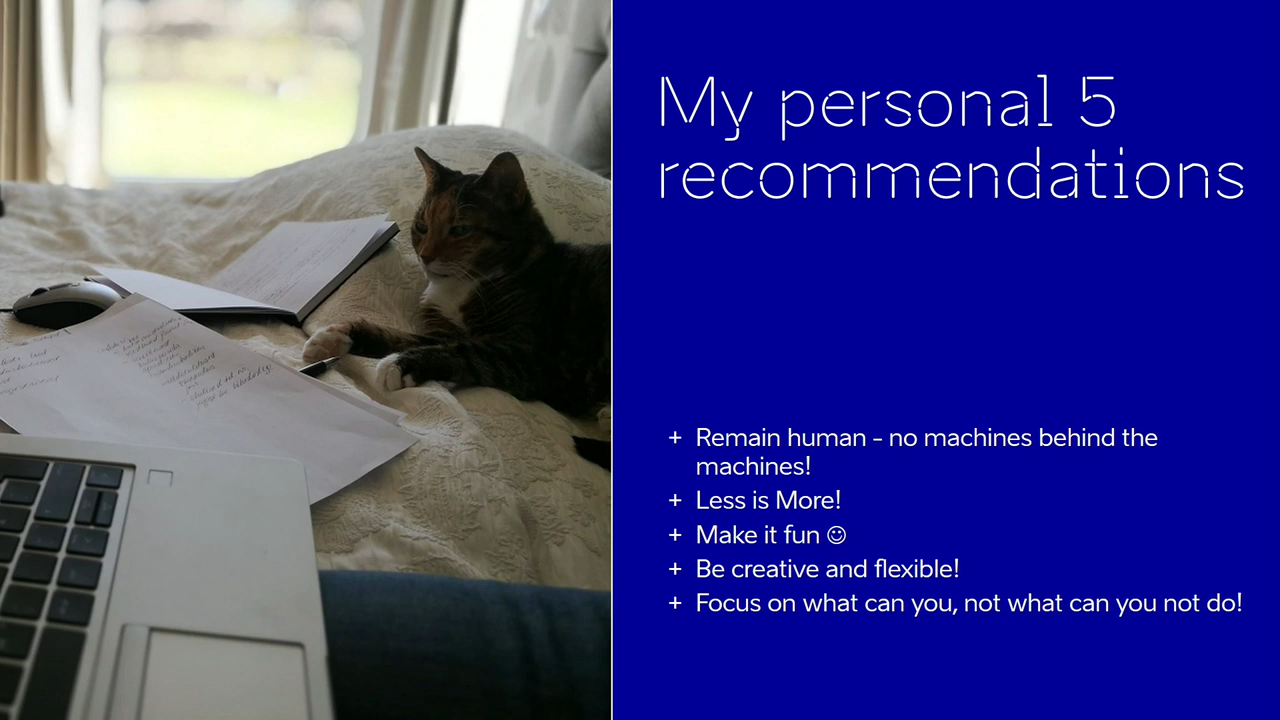 My personal 5
recommendations
+ Remain human – no machines behind the
machines!
+ Less is More!
+ Make it fun ☺
+ Be creative and flexible!
+ Focus on what can you, not what can you not do!